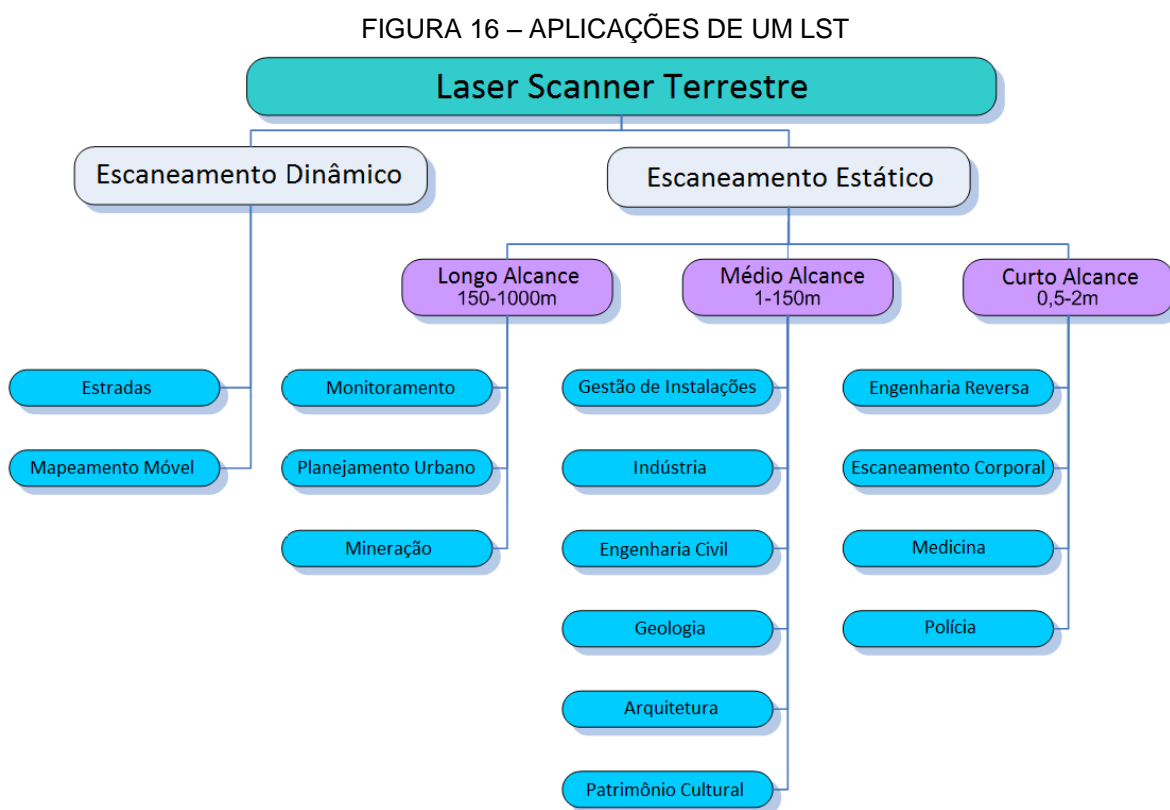 FIGURA 16 – APLICAÇÕES DE UM LST
Laser Scanner Terrestre
Escaneamento Dinâmico
Escaneamento Estático
Longo Alcance
150-1000m
Médio Alcance
1-150m
Curto Alcance
0,5-2m
Estradas
Mapeamento Móvel
Monitoramento
Planejamento Urbano
Mineração
Gestão de Instalações
Indústria
Engenharia Civil
Geologia
Arquitetura
Patrimônio Cultural
Engenharia Reversa
Escaneamento Corporal
Medicina
Polícia